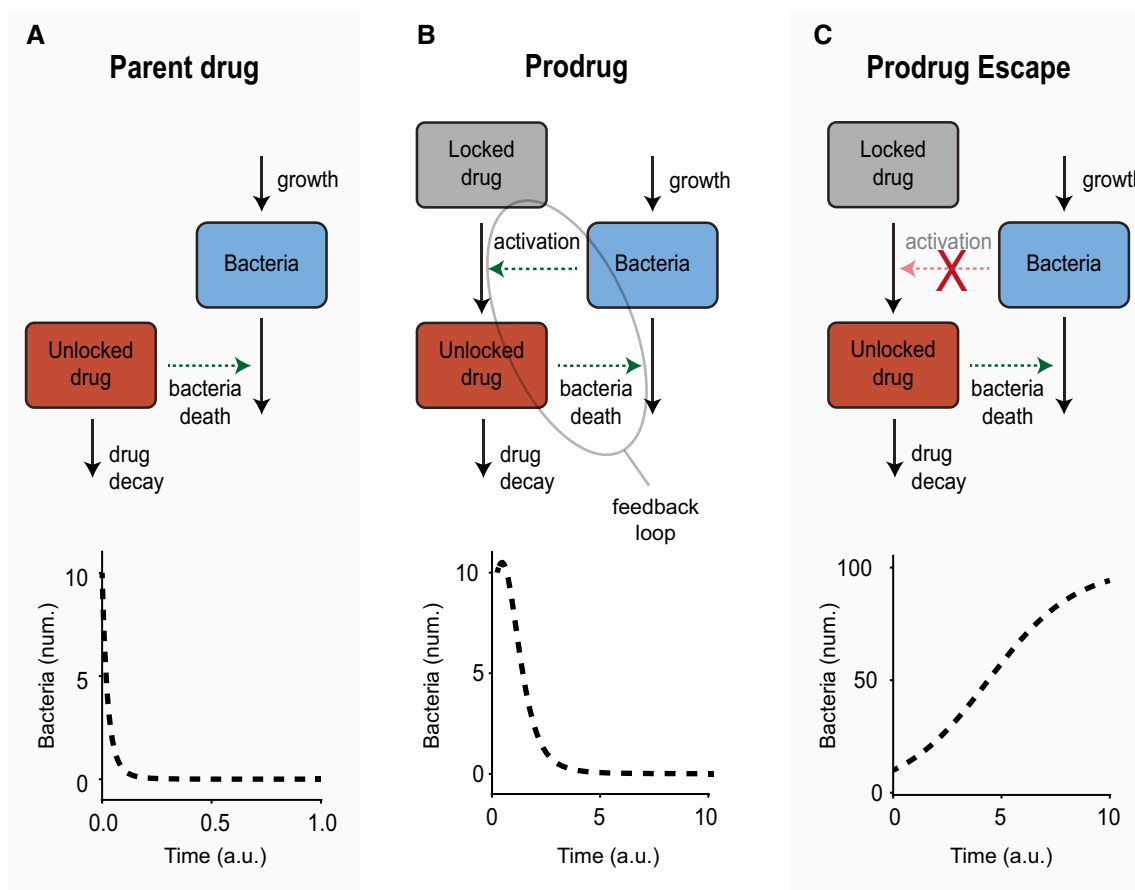 A
Parent drug
growth
Bacteria
Unlocked
drug
bacteria
death
drug
decay
10
5
0
Bacteria (num.)
0.0
0.5
1.0
Time (a.u.)
B
Prodrug
Locked
drug
growth
activation
Bacteria
Unlocked
drug
bacteria
death
drug
decay
feedback
loop
10
5
0
Bacteria (num.)
0
5
10
Time (a.u.)
C
Prodrug Escape
Locked
drug
growth
activation
X
Bacteria
Unlocked
drug
bacteria
death
drug
decay
100
50
0
Bacteria (num.)
0
5
10
Time (a.u.)